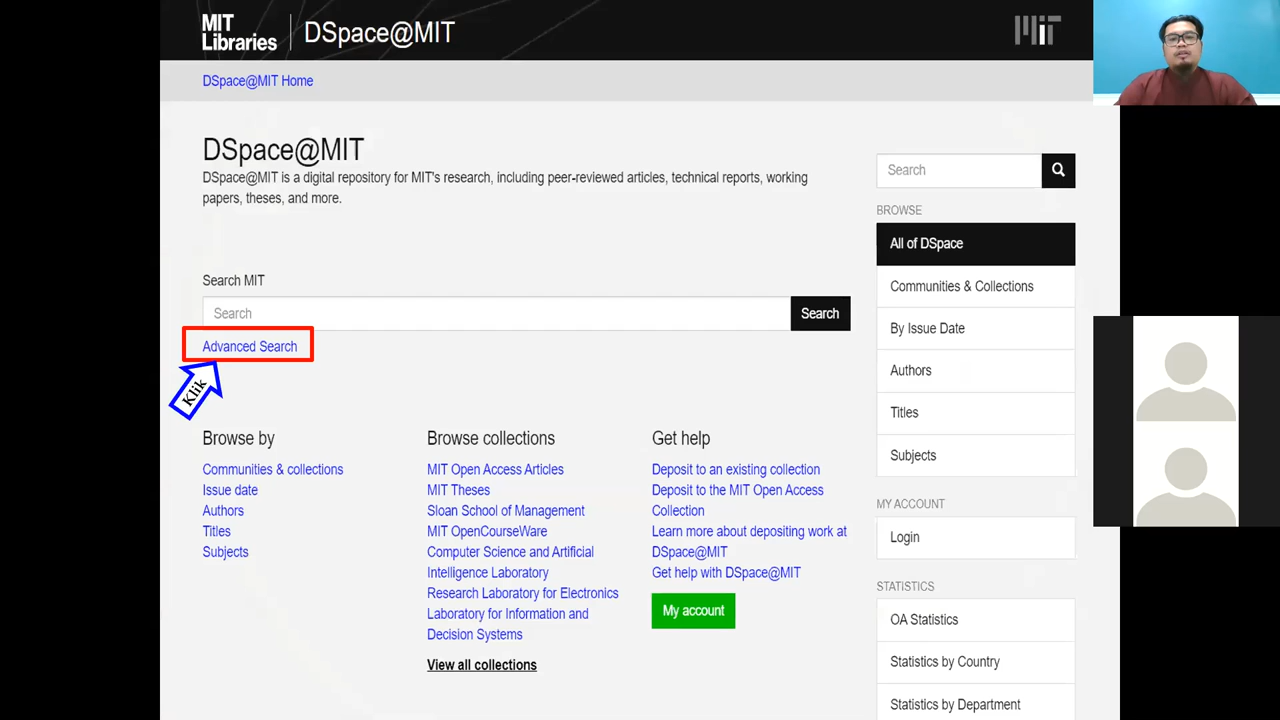 MIT
Libraries
DSpace@MIT
MIT
DSpace@MIT Home
DSpace@MIT
DSpace@MIT is a digital repository for MIT's research, including peer-reviewed articles, technical reports, working
papers, theses, and more.
Search MIT
Search
Search
Advanced Search
Klik
Browse by
Communities & collections
Issue date
Authors
Titles
Subjects
Browse collections
MIT Open Access Articles
MIT Theses
Sloan School of Management
MIT OpenCourseWare
Computer Science and Artificial
Intelligence Laboratory
Research Laboratory for Electronics
Laboratory for Information and
Decision Systems
View all collections
Get help
Deposit to an existing collection
Deposit to the MIT Open Access
Collection
Learn more about depositing work at
DSpace@MIT
Get help with DSpace@MIT
My account
Search
BROWSE
All of DSpace
Communities & Collections
By Issue Date
Authors
Titles
Subjects
MY ACCOUNT
Login
STATISTICS
OA Statistics
Statistics by Country
Statistics by Department